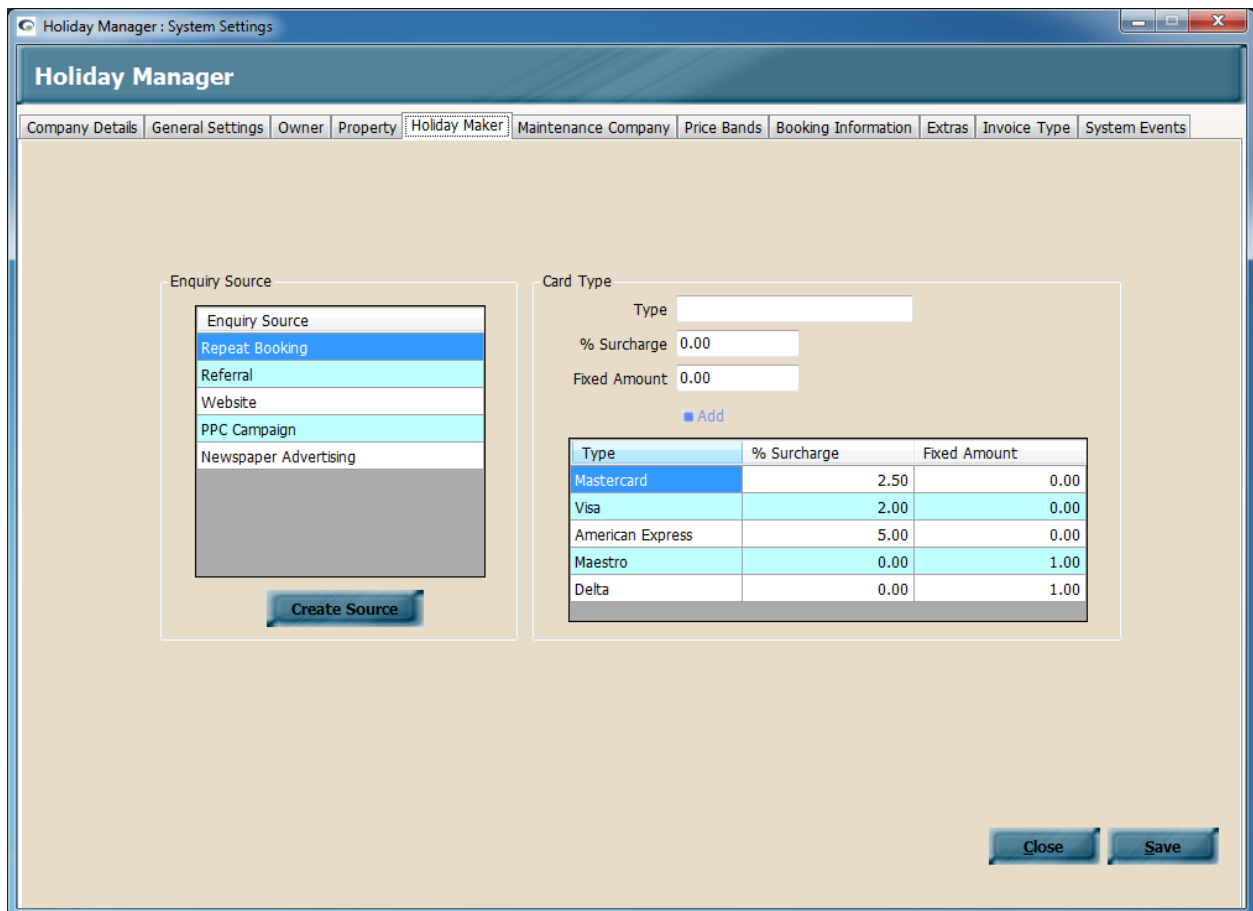 Holiday Manager : System Settings
Holiday Manager
Company Details General Settings Owner Property Holiday Maker Maintenance Company Price Bands Booking Information Extras Invoice Type System Events
Enquiry Source
Enquiry Source
Repeat Booking
Referral
Website
PPC Campaign
Newspaper Advertising
Create Source
Card Type
Type
% Surcharge 0.00
Fixed Amount 0.00
Add
Type % Surcharge Fixed Amount
Mastercard 2.50 0.00
Visa 2.00 0.00
American Express 5.00 0.00
Maestro 0.00 1.00
Delta 0.00 1.00
Close Save